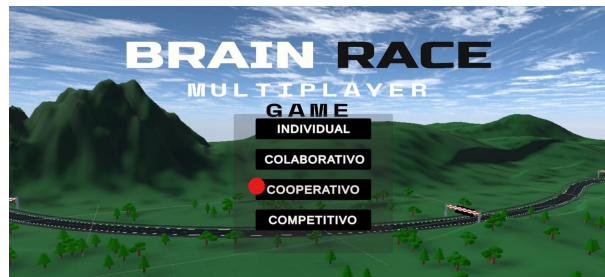 BRAIN RACE
MULTIPLAYER
GAME
INDIVIDUAL
COLABORATIVO
COOPERATIVO
COMPETITIVO